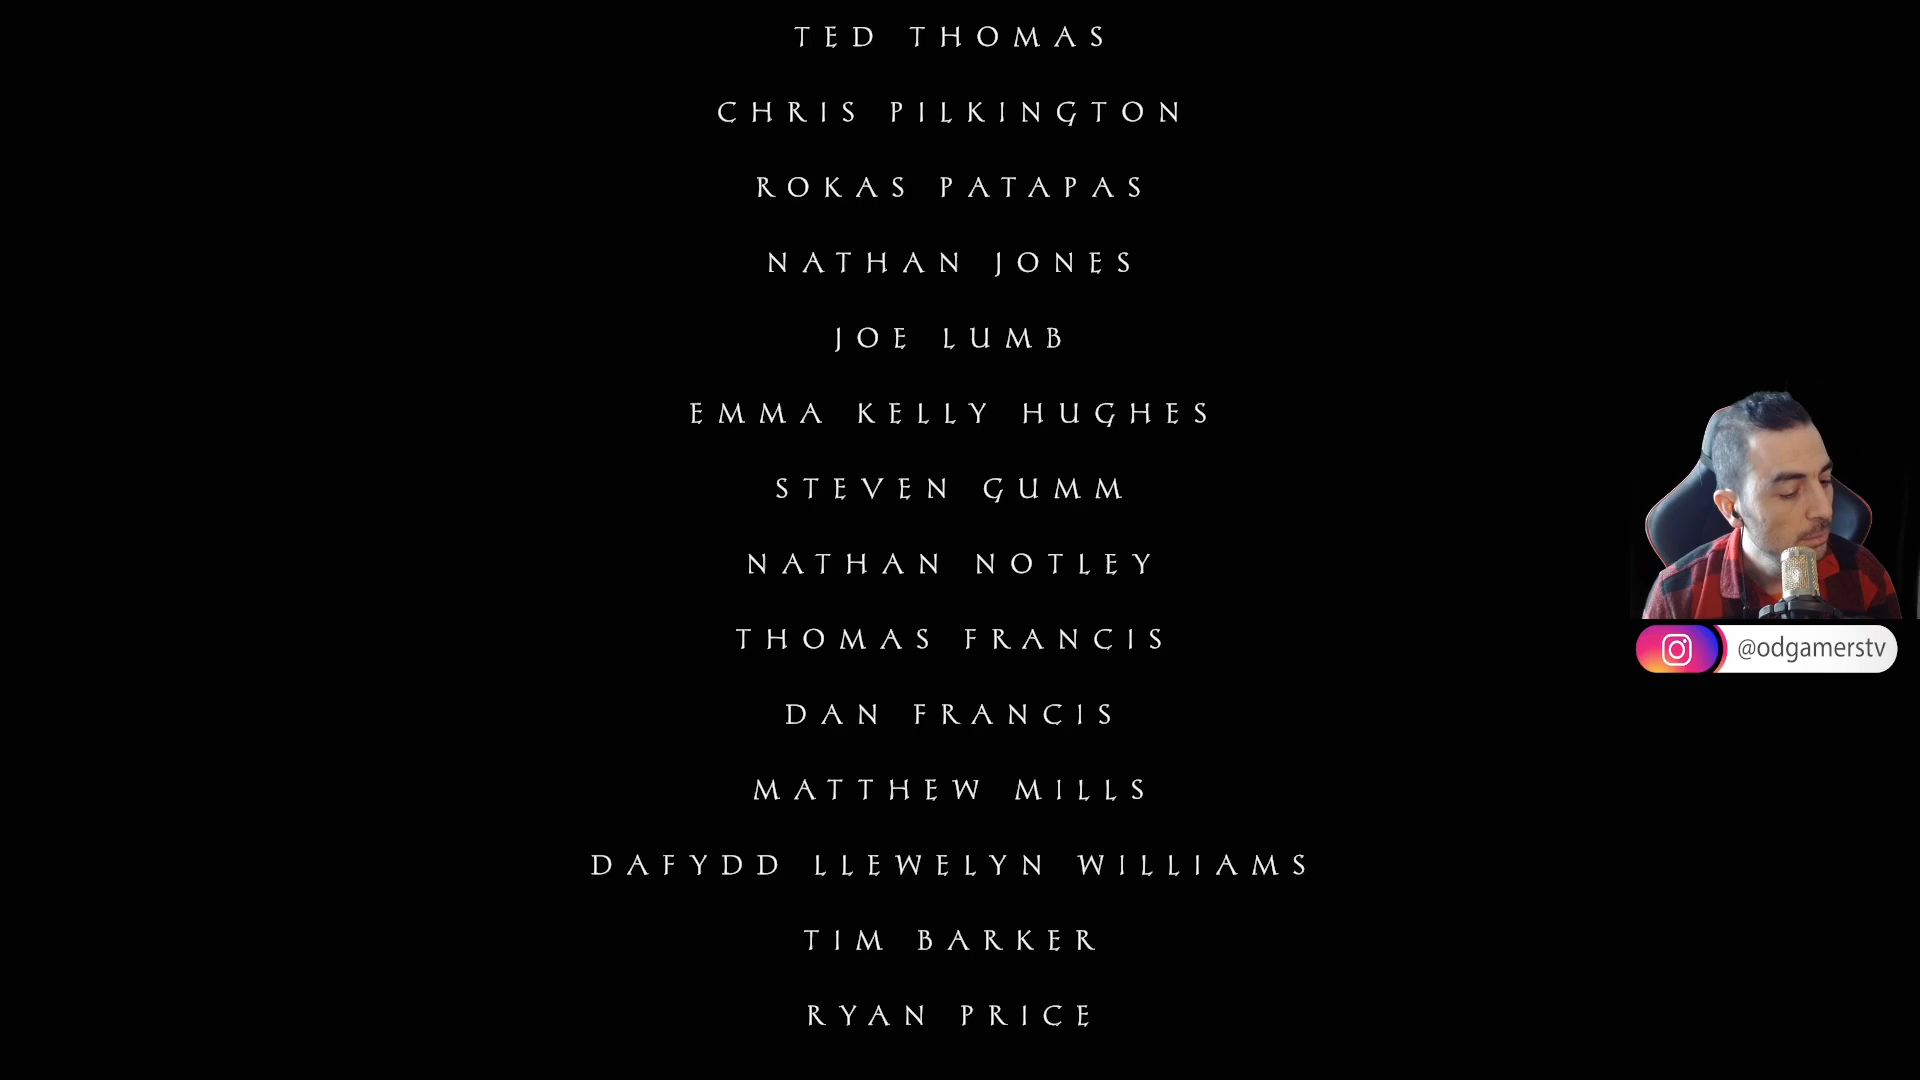 TED THOMAS
CHRIS PILKINGTON
ROKAS PATAPAS
NATHAN JONES
JOE LUMB
EMMA KELLY HUGHES
STEVEN GUMM
NATHAN NOTLEY
THOMAS FRANCIS
DAN FRANCIS
MATTHEW MILLS
DAFYDD LLEWELYN WILLIAMS
TIM BARKER
RYAN PRICE
@odgamerstv